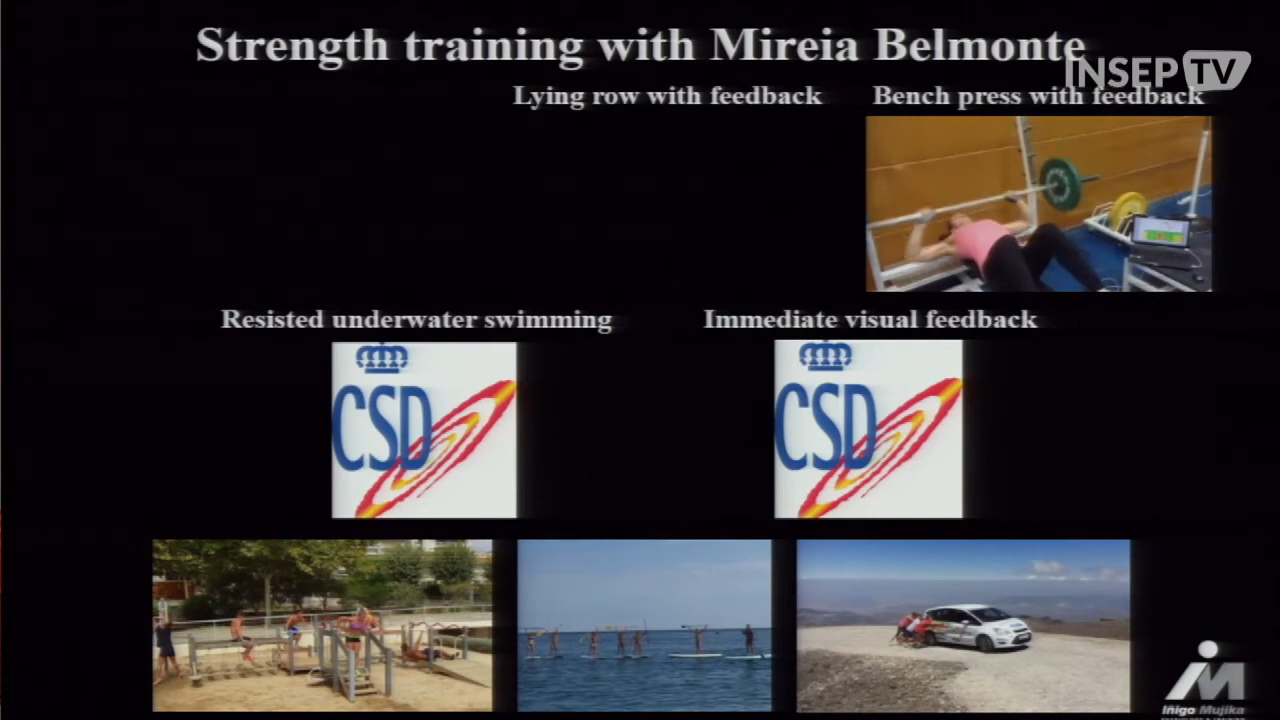 Strength training with Mireia Belmonte
INSEP TV
Lying row with feedback
Bench press with feedback
Resisted underwater swimming
Immediate visual feedback
CSD
CSD
Iñigo Mujika